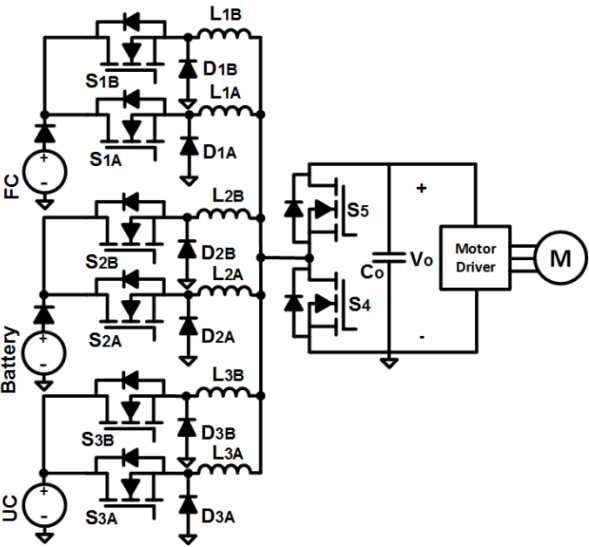 L1B
S1B
D1B
L1A
S1A
D1A
+
-
FC
L2B
S2B
D2B
L2A
S2A
D2A
+
-
Battery
L3B
S3B
D3B
L3A
S3A
D3A
+
-
UC
S5
S4
+
Co
Vo
-
Motor
Driver
M